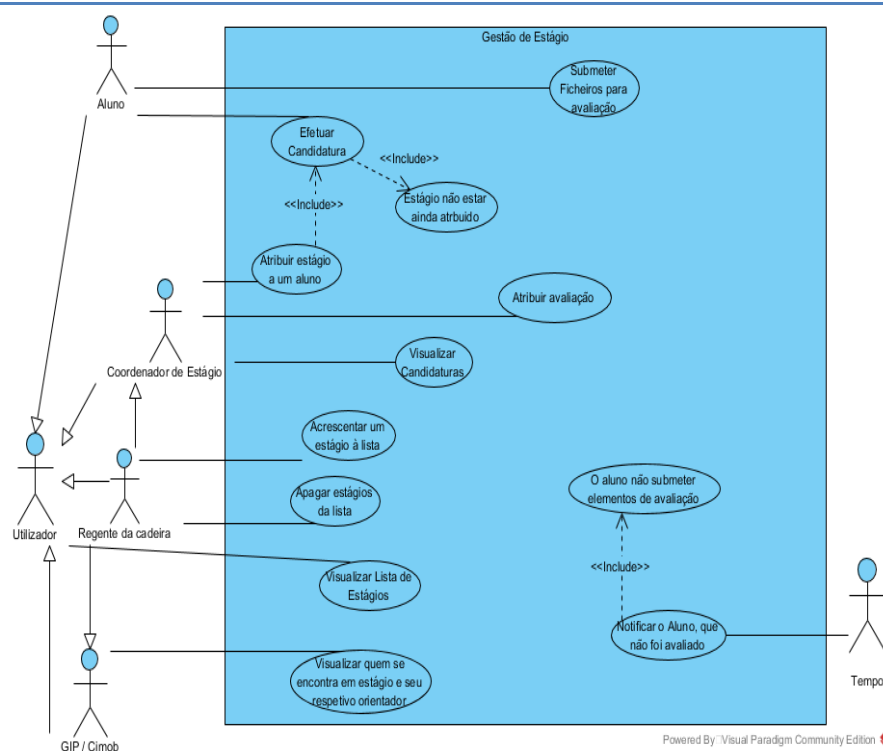 Gestão de Estágio
Aluno
Submeter
Ficheiros para
avaliação
Efetuar
Candidatura
<<Include>>
Estágio não estar
ainda atrbuido
<<Include>>
Atribuir estágio
a um aluno
Atribuir avaliação
Coordenador de Estágio
Visualizar
Candidaturas
Acrescentar um
estágio à lista
O aluno não submeter
elementos de avaliação
Apagar estágios
da lista
Utilizador
Regente da cadeira
Visualizar Lista de
Estágios
<<Include>>
Notificar o Aluno, que
não foi avaliado
Tempo
Visualizar quem se
encontra em estágio e seu
respetivo orientador
GIP / Cimob
Powered By Visual Paradigm Community Edition